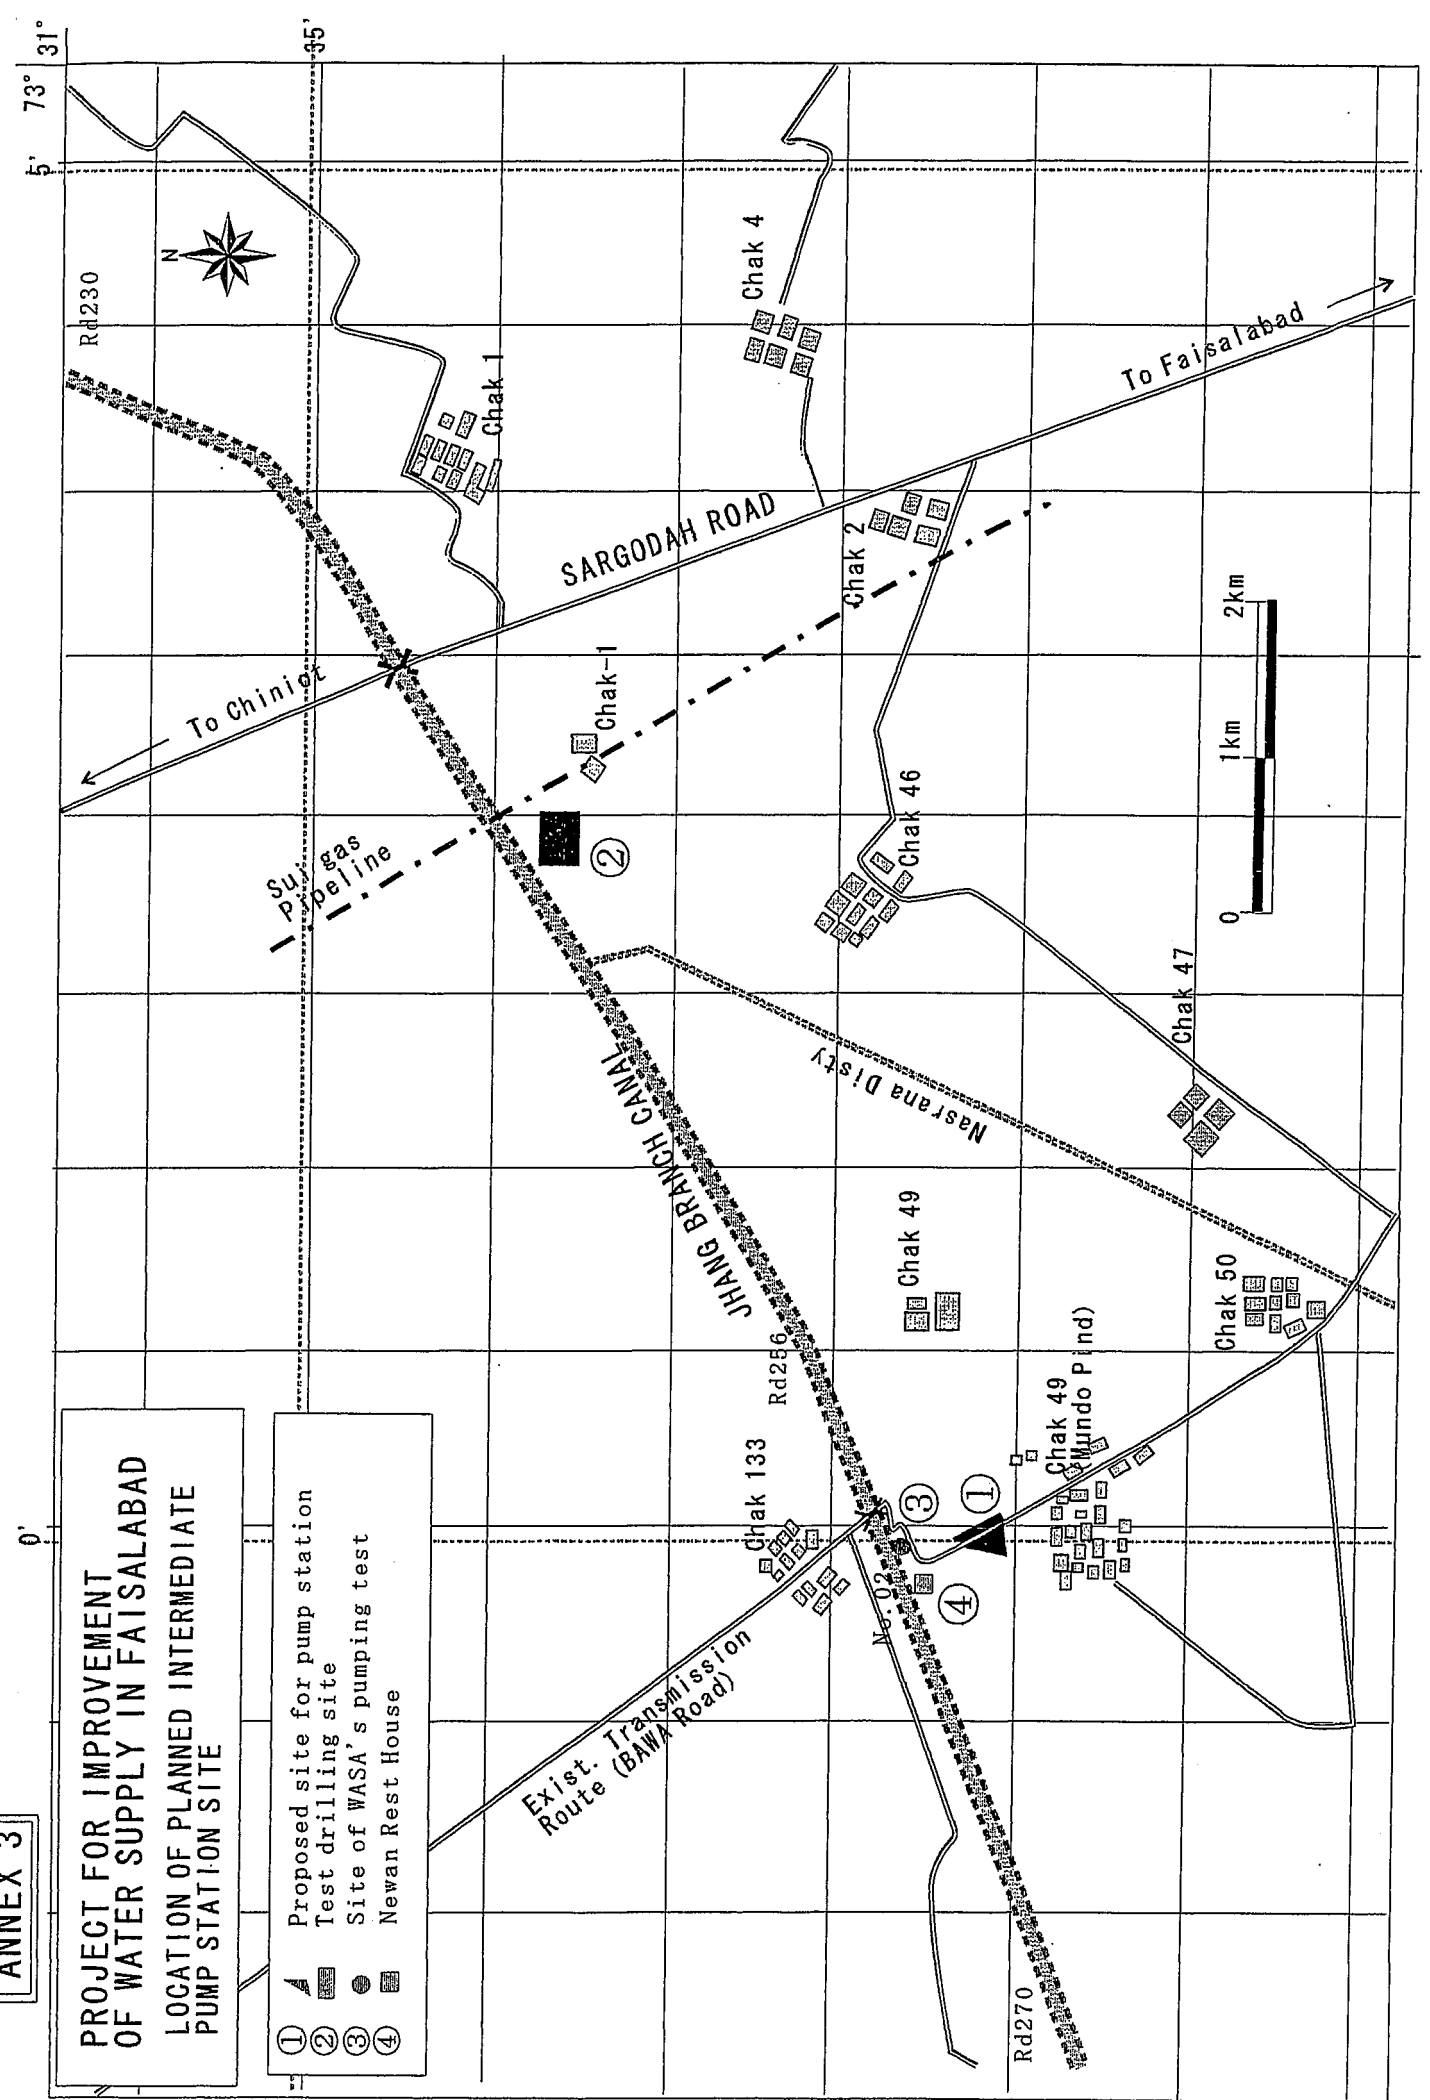 ANNEX 3
PROJECT FOR IMPROVEMENT
OF WATER SUPPLY IN FAISALABAD
LOCATION OF PLANNED INTERMEDIATE
PUMP STATION SITE
① Proposed site for pump station
② Test drilling site
③ Site of WASA's pumping test
④ Newan Rest House
0'
5'
73°
31°
35'
N
Rd230
To Chiniot
Sui gas
Pipeline
Chak 1
Chak-1
②
SARGODAH ROAD
Chak 4
Chak 2
To Faisalabad
JHANG BRANCH CANAL
Chak 46
Nasrana Disty
Chak 47
Rd256
Chak 49
Chak 133
Exist. Transmission
Route (BAWA Road)
No.02
③
①
④
Chak 49
(Mundo Pind)
Chak 50
Rd270
0
1km
2km